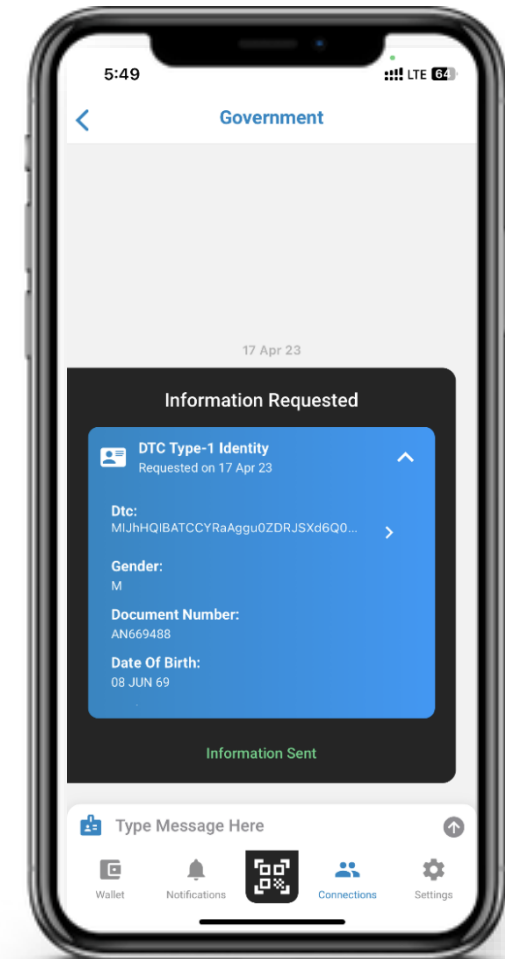 5:49
LTE 64
Government
17 Apr 23
Information Requested
DTC Type-1 Identity
Requested on 17 Apr 23
Dtc:
MIJhHQIBATCCYRaAggu0ZDRJSXd6Q0...
Gender:
M
Document Number:
AN669488
Date Of Birth:
08 JUN 69
Information Sent
Type Message Here
Wallet
Notifications
Connections
Settings